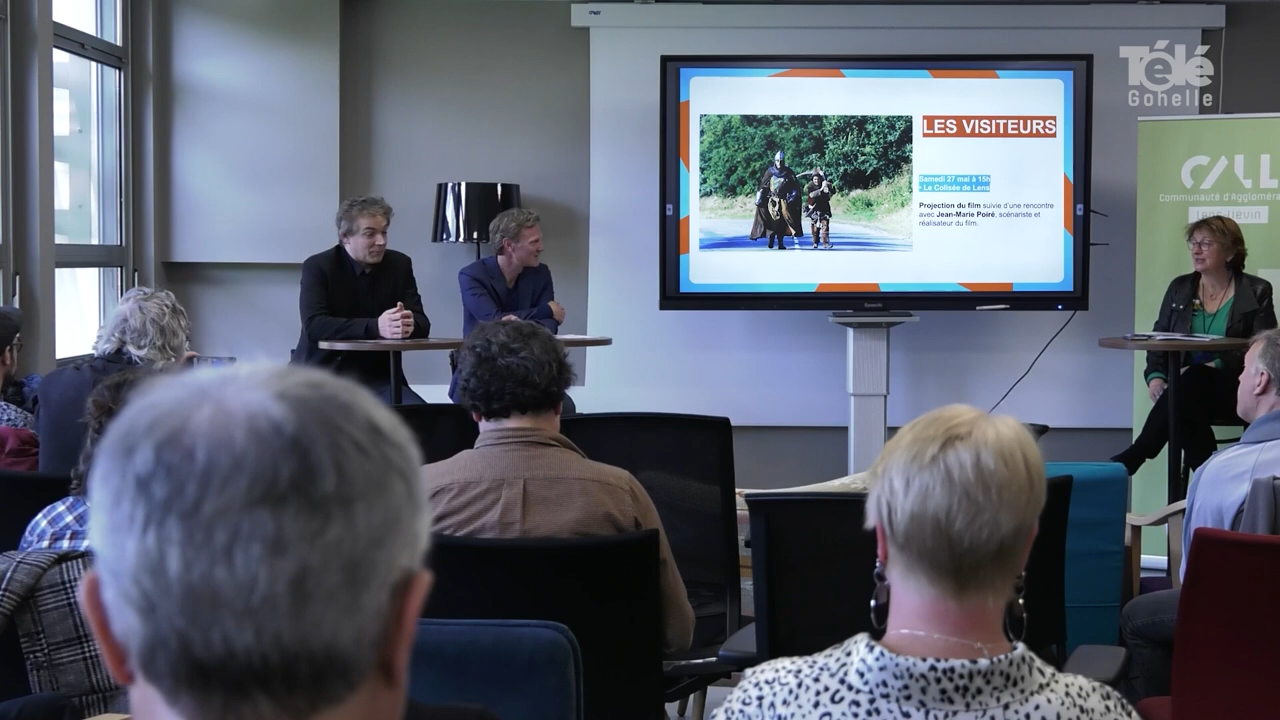 Télé
Gohelle
LES VISITEURS
Samedi 27 mai à 15h
- Le Colisée de Lens
Projection du film suivie d'une rencontre
avec Jean-Marie Poiré, scénariste et
réalisateur du film.
CALL
Communauté d'Agglomér
Lens-Liévin